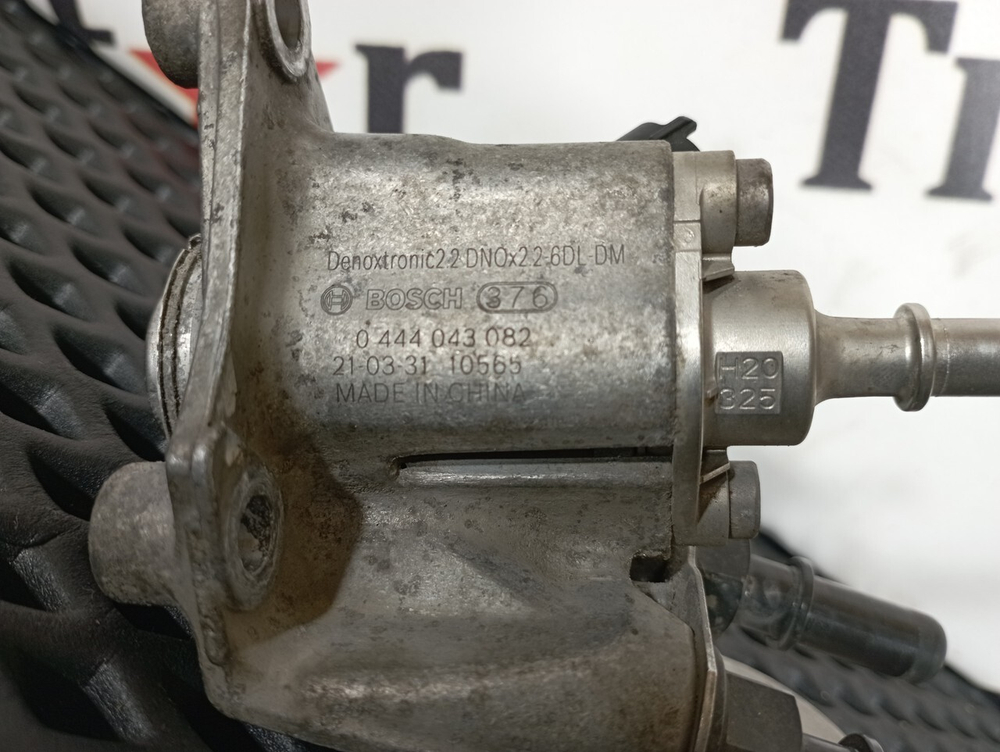 r Tr
Denoxtronic2.2 DNOx2.2-6DL-DM
BOSCH 376
0 444 043 082
21-03-31 10565
MADE IN CHINA
H20
325